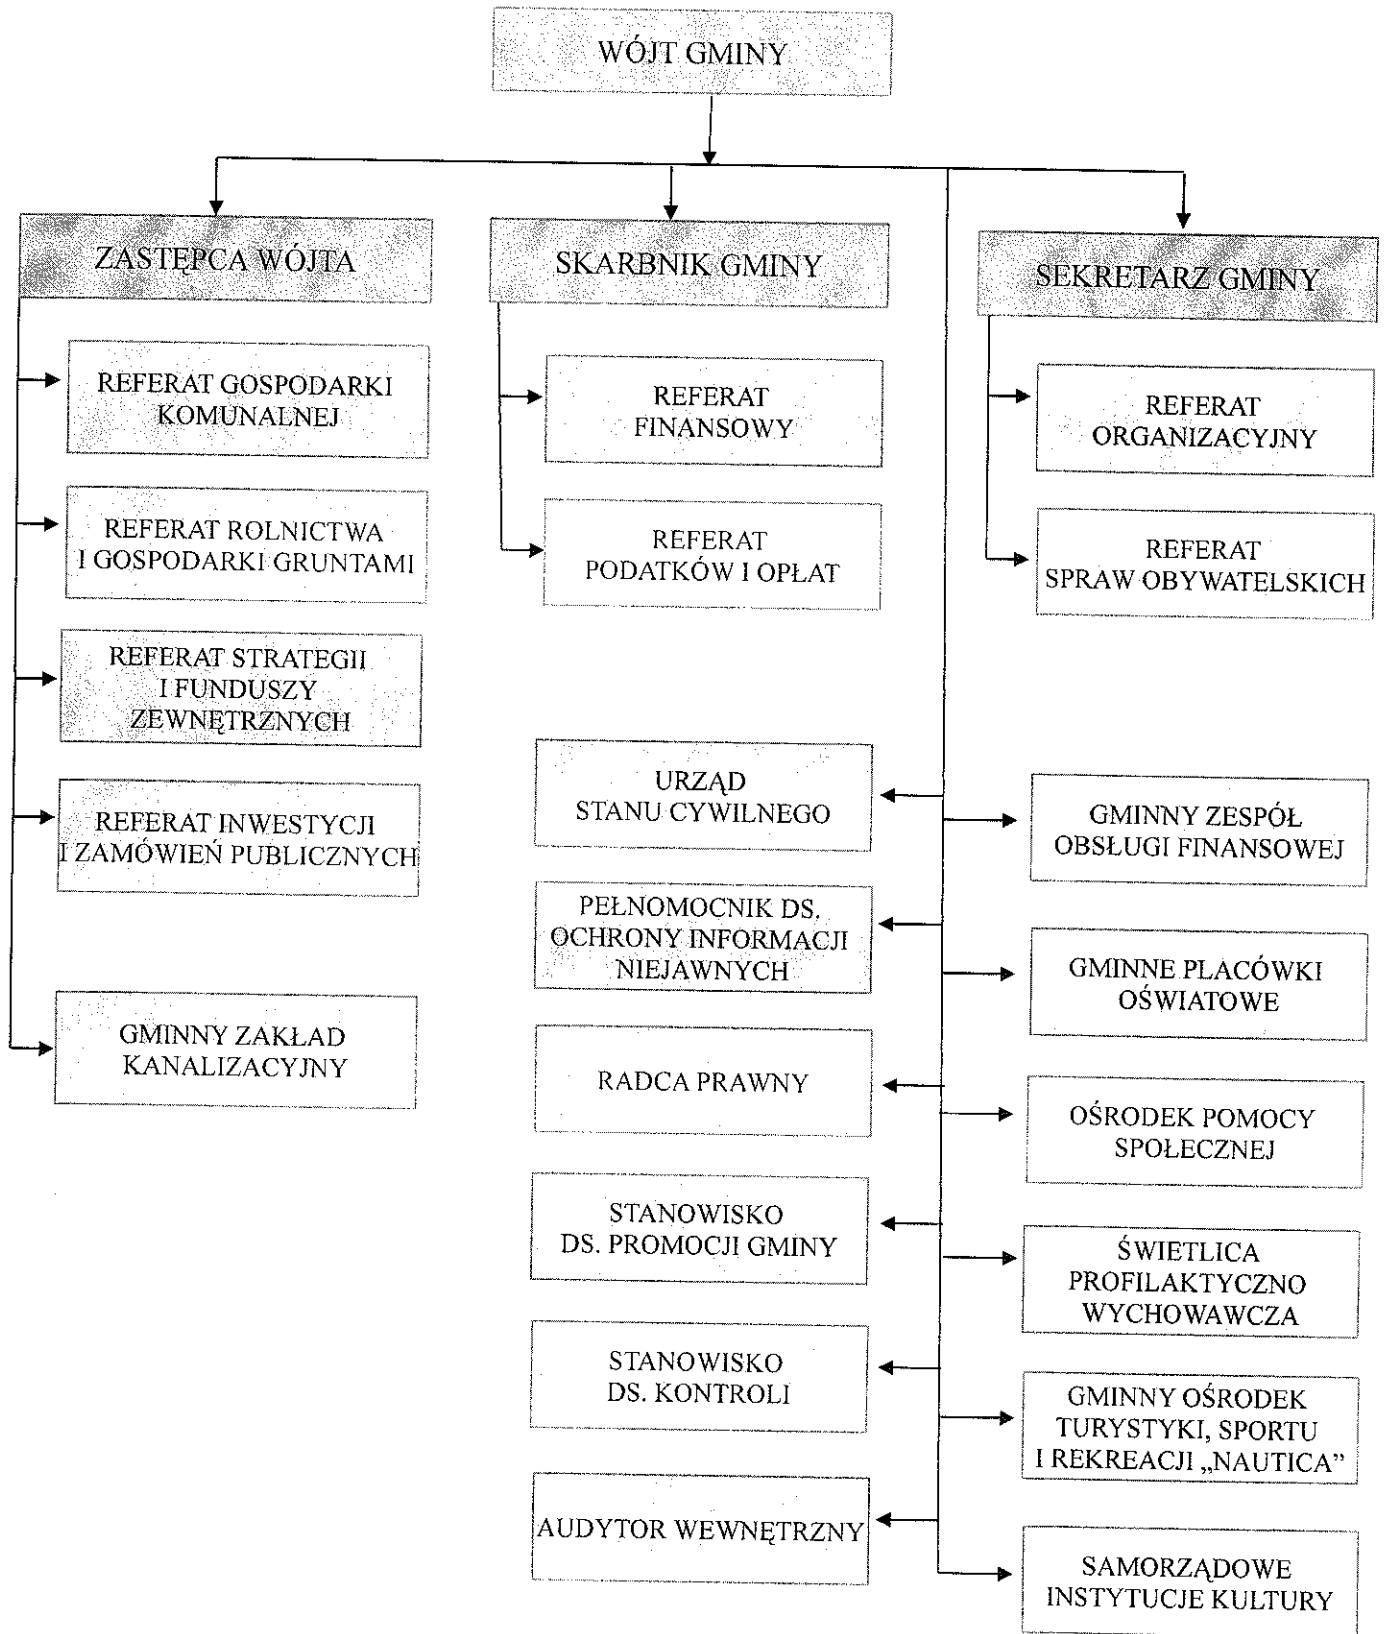 WÓJT GMINY
ZASTĘPCA WÓJTA
REFERAT GOSPODARKI
KOMUNALNEJ
REFERAT ROLNICTWA
I GOSPODARKI GRUNTAMI
REFERAT STRATEGII
I FUNDUSZY
ZEWNĘTRZNYCH
REFERAT INWESTYCJI
I ZAMÓWIEŃ PUBLICZNYCH
GMINNY ZAKŁAD
KANALIZACYJNY
SKARBNIK GMINY
REFERAT
FINANSOWY
REFERAT
PODATKÓW I OPŁAT
SEKRETARZ GMINY
REFERAT
ORGANIZACYJNY
REFERAT
SPRAW OBYWATELSKICH
URZĄD
STANU CYWILNEGO
PEŁNOMOCNIK DS.
OCHRONY INFORMACJI
NIEJAWNYCH
RADCA PRAWNY
STANOWISKO
DS. PROMOCJI GMINY
STANOWISKO
DS. KONTROLI
AUDYTOR WEWNĘTRZNY
GMINNY ZESPÓŁ
OBSŁUGI FINANSOWEJ
GMINNE PLACÓWKI
OŚWIATOWE
OŚRODEK POMOCY
SPOŁECZNEJ
ŚWIETLICA
PROFILAKTYCZNO
WYCHOWAWCZA
GMINNY OŚRODEK
TURYSTYKI, SPORTU
I REKREACJI „NAUTICA”
SAMORZĄDOWE
INSTYTUCJE KULTURY